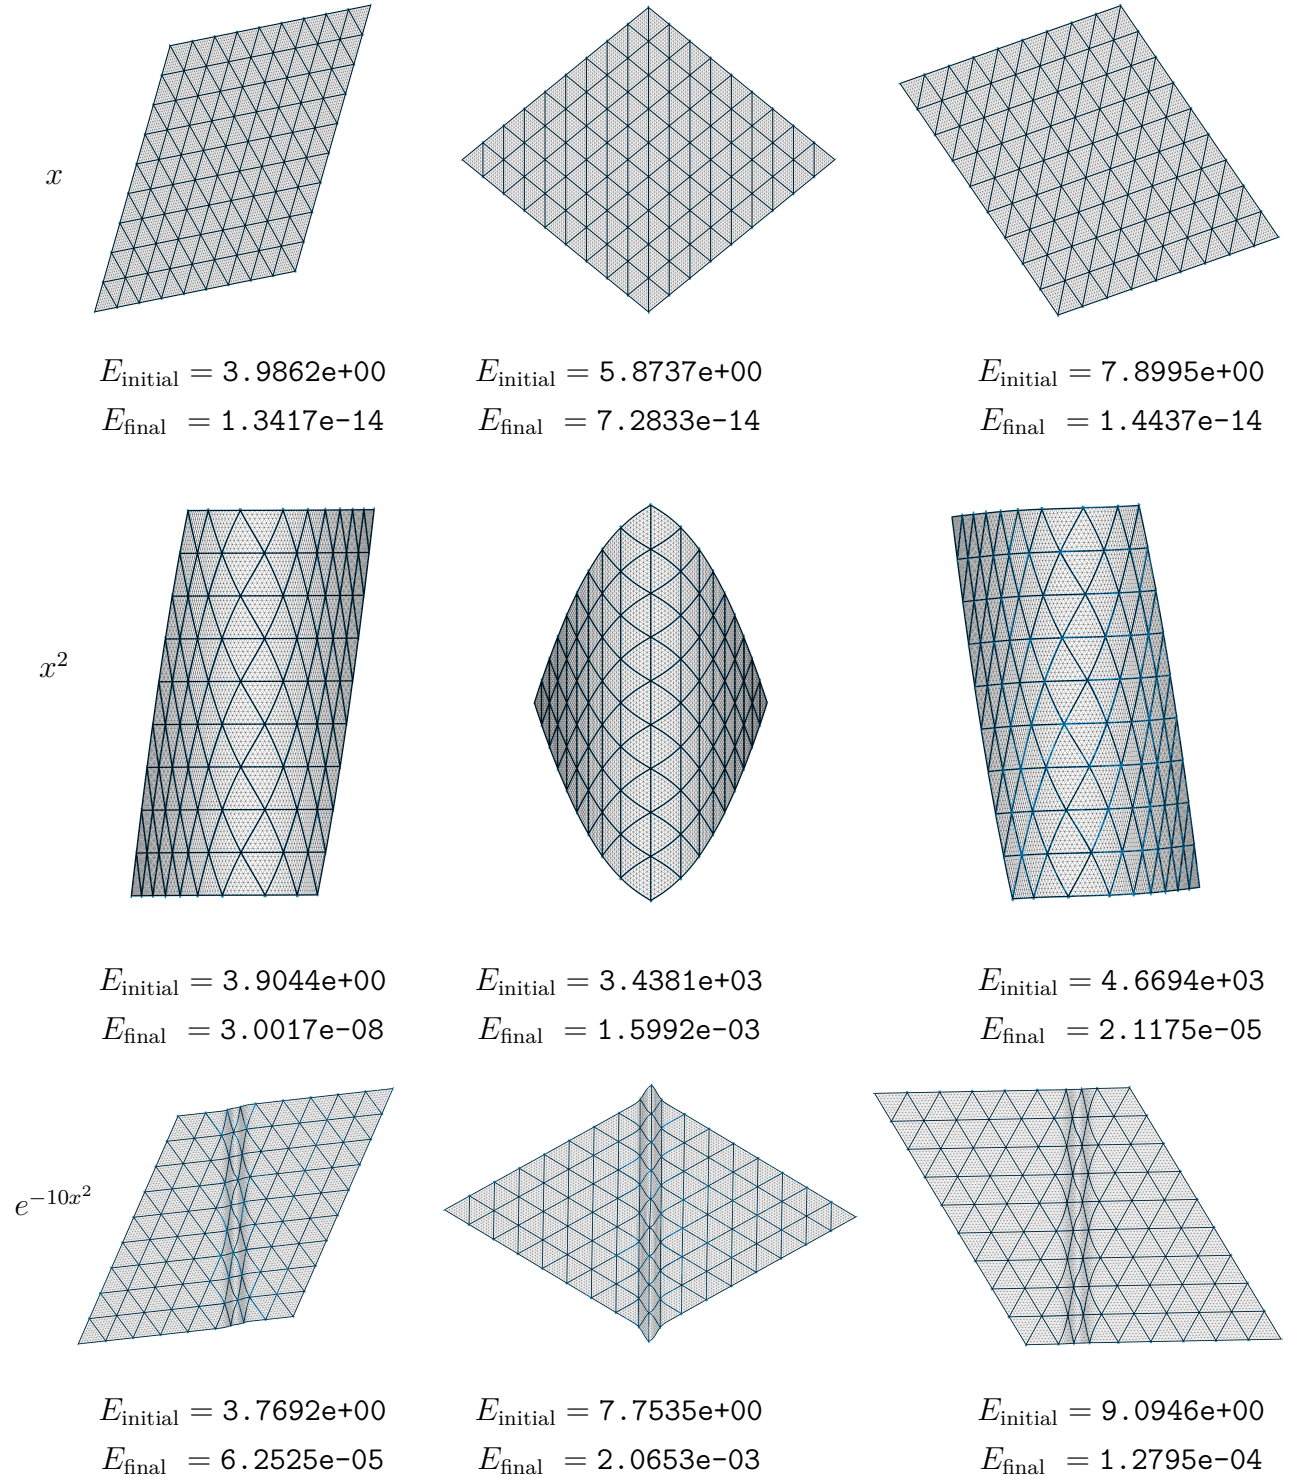 x
E_initial = 3.9862e+00 E_initial = 5.8737e+00 E_initial = 7.8995e+00
E_final = 1.3417e-14 E_final = 7.2833e-14 E_final = 1.4437e-14
x^2
E_initial = 3.9044e+00 E_initial = 3.4381e+03 E_initial = 4.6694e+03
E_final = 3.0017e-08 E_final = 1.5992e-03 E_final = 2.1175e-05
e^{-10x^2}
E_initial = 3.7692e+00 E_initial = 7.7535e+00 E_initial = 9.0946e+00
E_final = 6.2525e-05 E_final = 2.0653e-03 E_final = 1.2795e-04